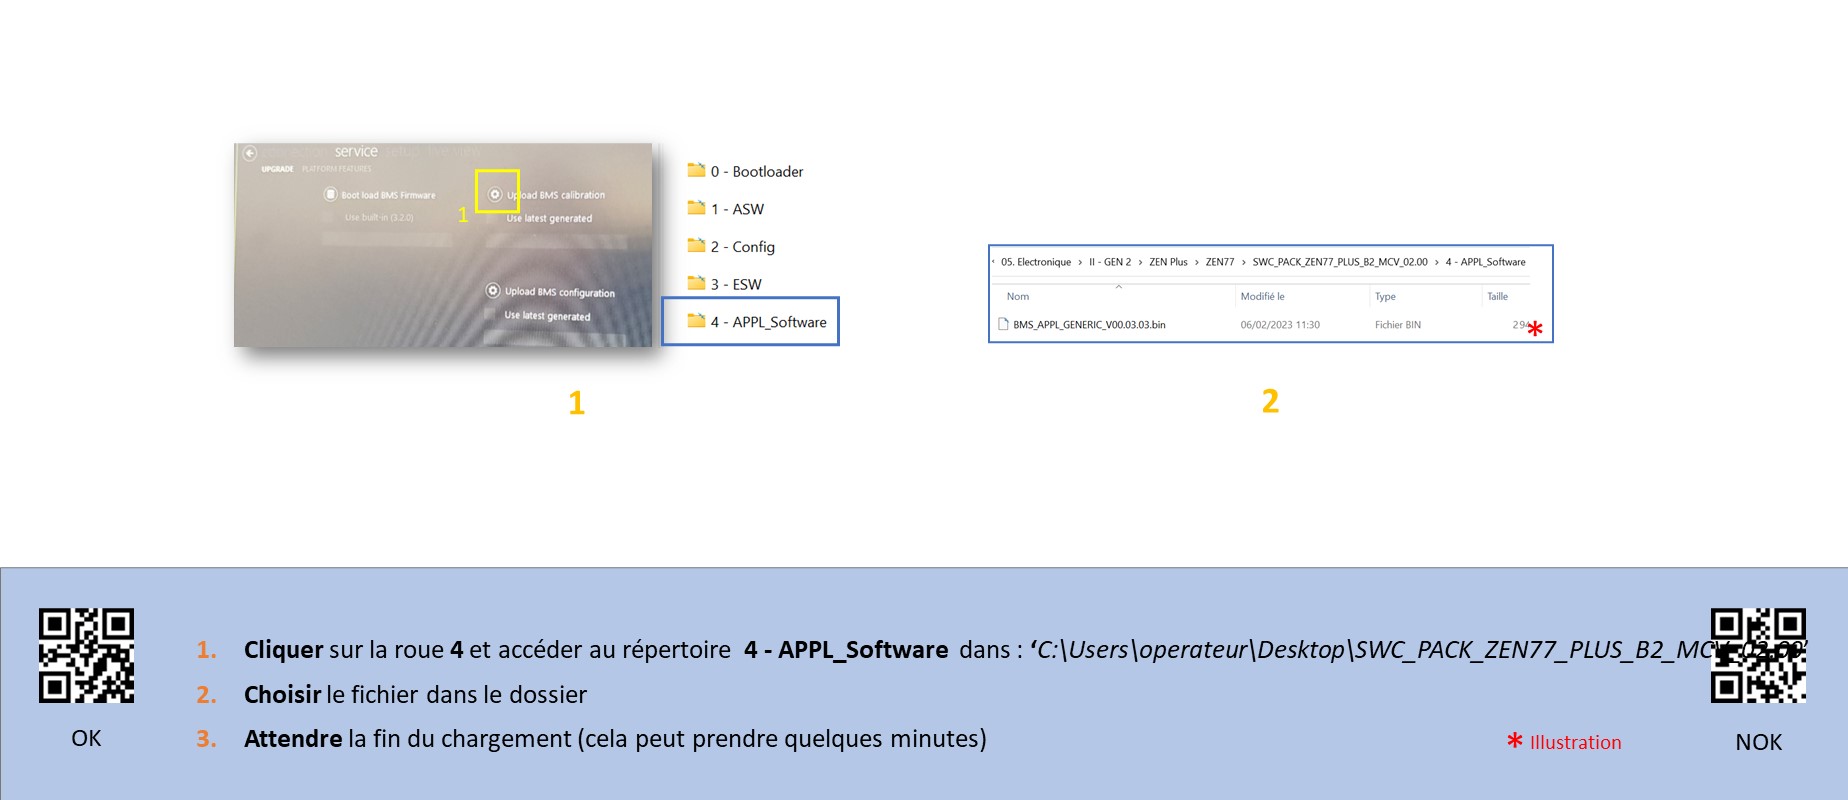 service
UPGRADE PLATFORM FEATURES
Boot load BMS Firmware
Use built-in (3.2.0)
1
Upload BMS calibration
Use latest generated
Upload BMS configuration
Use latest generated
0 - Bootloader
1 - ASW
2 - Config
3 - ESW
4 - APPL_Software
1
05. Electronique > II - GEN 2 > ZEN Plus > ZEN77 > SWC_PACK_ZEN77_PLUS_B2_MCV_02.00 > 4 - APPL_Software
Nom Modifié le Type Taille
BMS_APPL_GENERIC_V00.03.03.bin 06/02/2023 11:30 Fichier BIN *
2
1. Cliquer sur la roue 4 et accéder au répertoire 4 - APPL_Software dans : ‘C:\Users\operateur\Desktop\SWC_PACK_ZEN77_PLUS_B2_MCV_02.00’
2. Choisir le fichier dans le dossier
3. Attendre la fin du chargement (cela peut prendre quelques minutes)
OK
* Illustration
NOK